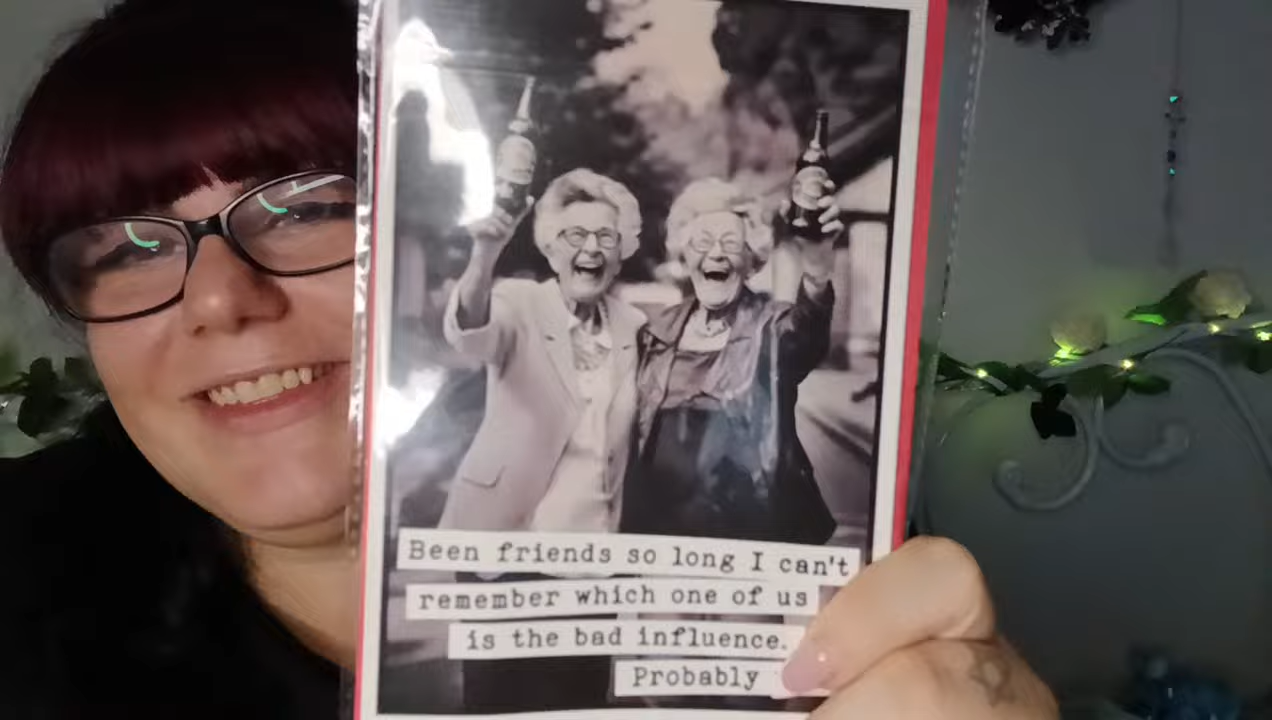 Been friends so long I can't
remember which one of us
is the bad influence.
Probably